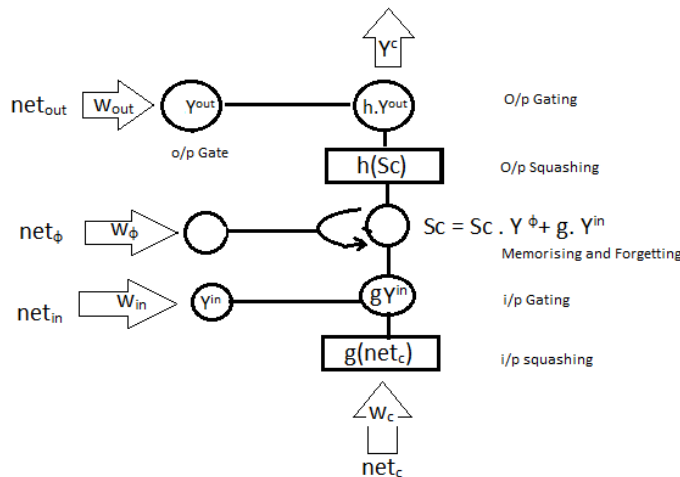 Y^c
net_out W_out Y^out h.Y^out O/p Gating
o/p Gate
h(Sc) O/p Squashing
net_ϕ W_ϕ Sc = Sc . Y^ϕ + g. Y^in
Memorising and Forgetting
net_in W_in Y^in gY^in i/p Gating
g(net_c) i/p squashing
W_c
net_c